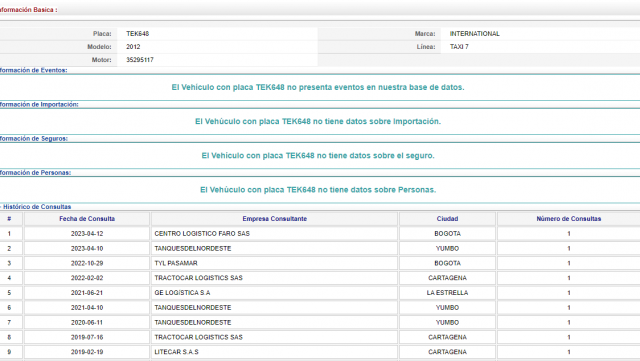 nformación Basica :
Placa: TEK648 Marca: INTERNATIONAL
Modelo: 2012 Línea: TAXI 7
Motor: 35295117
formación de Eventos:
El Vehículo con placa TEK648 no presenta eventos en nuestra base de datos.
formación de Importación:
El Vehículo con placa TEK648 no tiene datos sobre Importación.
formación de Seguros:
El Vehículo con placa TEK648 no tiene datos sobre el seguro.
formación de Personas:
El Vehículo con placa TEK648 no tiene datos sobre Personas.
Histórico de Consultas
# Fecha de Consulta Empresa Consultante Ciudad Número de Consultas
1 2023-04-12 CENTRO LOGISTICO FARO SAS BOGOTA 1
2 2023-04-10 TANQUESDELNORDESTE YUMBO 1
3 2022-10-29 TYL PASAMAR BOGOTA 1
4 2022-02-02 TRACTOCAR LOGISTICS SAS CARTAGENA 1
5 2021-06-21 GE LOGISTICA S.A LA ESTRELLA 1
6 2021-04-10 TANQUESDELNORDESTE YUMBO 1
7 2020-06-11 TANQUESDELNORDESTE YUMBO 1
8 2019-07-16 TRACTOCAR LOGISTICS SAS CARTAGENA 1
9 2019-02-19 LITECAR S.A.S CARTAGENA 1